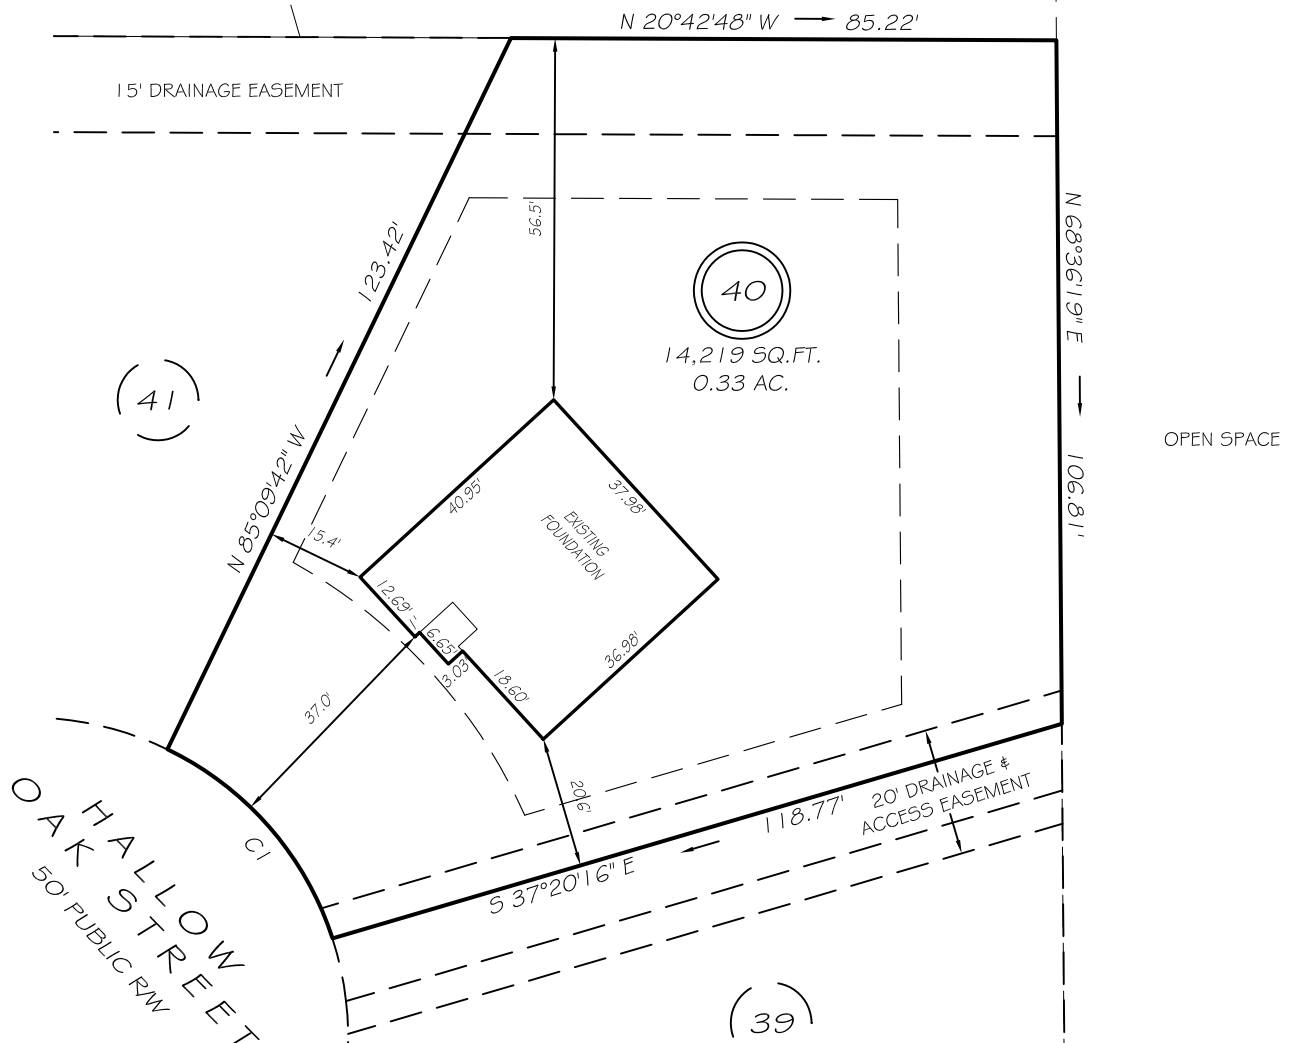 N 20°42'48" W 85.22'
15' DRAINAGE EASEMENT
N 68°36'19" E 106.81'
56.5'
N 85°09'42" W 123.42'
40
14,219 SQ.FT.
0.33 AC.
41
OPEN SPACE
40.95'
37.98'
EXISTING
FOUNDATION
15.4'
12.69'
6.65'
3.03'
18.60'
36.98'
37.0'
20.6'
C1
HALLOW
OAK STREET
50' PUBLIC R/W
S 37°20'16" E 118.77'
20' DRAINAGE &
ACCESS EASEMENT
39